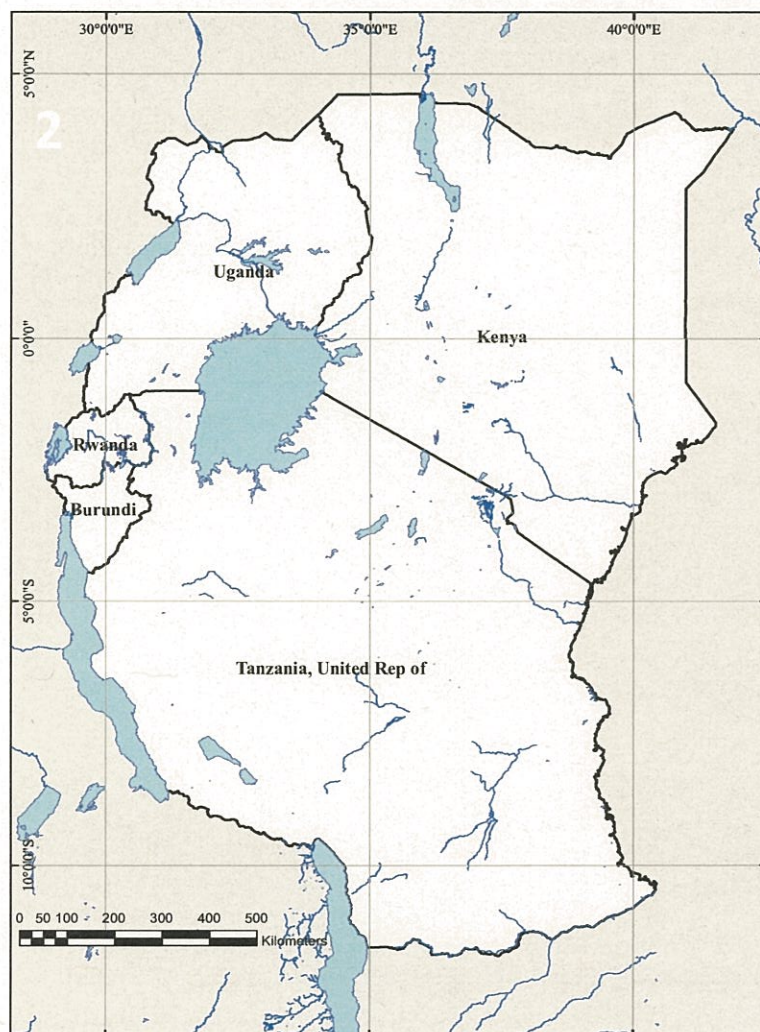 30°0'0"E 35°0'0"E 40°0'0"E
5°0'0"N
2
Uganda
0°0'0"
Kenya
Rwanda
Burundi
5°0'0"S
Tanzania, United Rep of
10°0'0"S
0 50 100 200 300 400 500
Kilometers